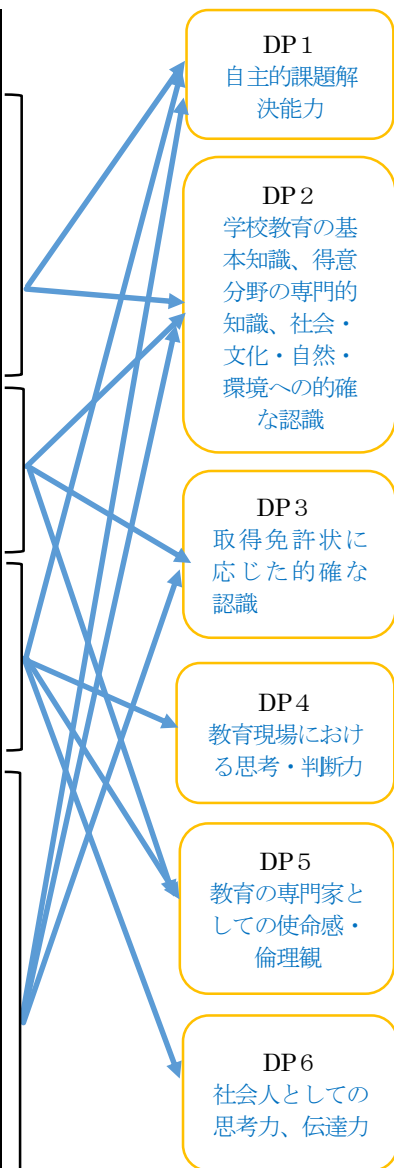 DP1
自主的課題解
決能力
DP2
学校教育の基
本知識、得意
分野の専門的
知識、社会・
文化・自然・
環境への的確
な認識
DP3
取得免許状に
応じた的確な
認識
DP4
教育現場におけ
る思考・判断力
DP5
教育の専門家と
しての使命感・
倫理観
DP6
社会人としての
思考力、伝達力